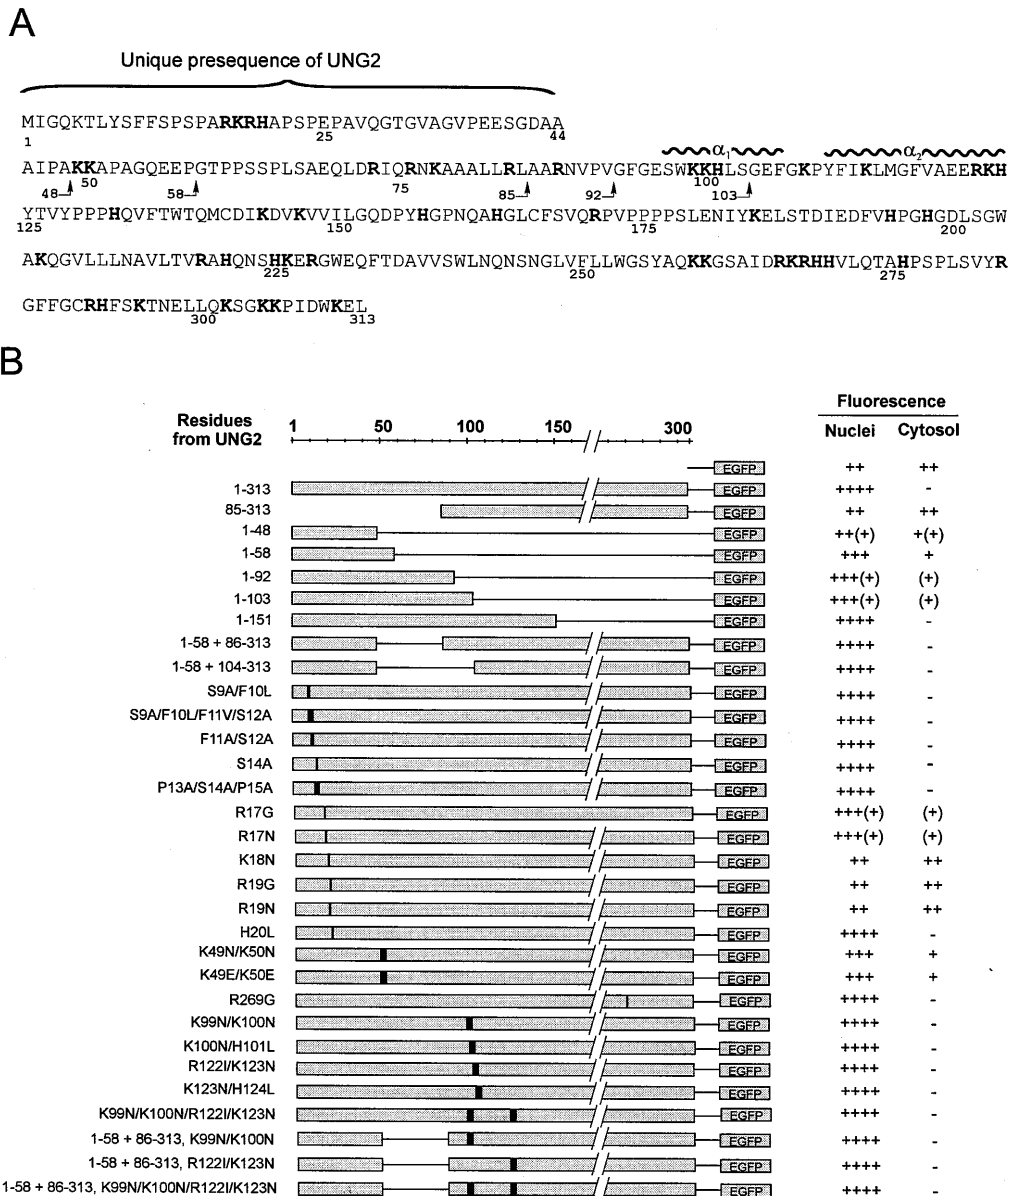 A
Unique presequence of UNG2
MIGQKTLYSFFSPSPARKRHAPSPEPAVQGTGVAGVPEESGDAA
1 25 44
α1 α2
AIPAKKAPAGQEEPGTPPSSPLSAEQLDRIQRNKAAALLRLAARNVPVGFGESWKKHLSGEFGKPYFIKLMGFVAEERKH
48 50 58 75 85 92 100 103
YTVYPPPHQVFTWTQMCDIKDVKVVILGQDPYHGPNQAHGLCFSVQRPVPPPPSLENIYKELSTDIEDFVHPGHGDLSGW
125 150 175 200
AKQGVLLLNAVLTVRAHQNSHKERGWEQFTDAVVSWLNQNSNGLVFLLWGSYAQKKGSAIDRKRHHVLQTAHPSPLSVYR
225 250 275
GFFGCRHFSKTNELLQKSGKKPIDWKEL
300 313
B
Fluorescence
Residues from UNG2 1 50 100 150 300 Nuclei Cytosol
EGFP ++ ++
1-313 EGFP ++++ -
85-313 EGFP ++ ++
1-48 EGFP ++(+) +(+)
1-58 EGFP +++ +
1-92 EGFP +++(+) (+)
1-103 EGFP +++(+) (+)
1-151 EGFP ++++ -
1-58 + 86-313 EGFP ++++ -
1-58 + 104-313 EGFP ++++ -
S9A/F10L EGFP ++++ -
S9A/F10L/F11V/S12A EGFP ++++ -
F11A/S12A EGFP ++++ -
S14A EGFP ++++ -
P13A/S14A/P15A EGFP ++++ -
R17G EGFP +++(+) (+)
R17N EGFP +++(+) (+)
K18N EGFP ++ ++
R19G EGFP ++ ++
R19N EGFP ++ ++
H20L EGFP ++++ -
K49N/K50N EGFP +++ +
K49E/K50E EGFP +++ +
R269G EGFP ++++ -
K99N/K100N EGFP ++++ -
K100N/H101L EGFP ++++ -
R122I/K123N EGFP ++++ -
K123N/H124L EGFP ++++ -
K99N/K100N/R122I/K123N EGFP ++++ -
1-58 + 86-313, K99N/K100N EGFP ++++ -
1-58 + 86-313, R122I/K123N EGFP ++++ -
1-58 + 86-313, K99N/K100N/R122I/K123N EGFP ++++ -